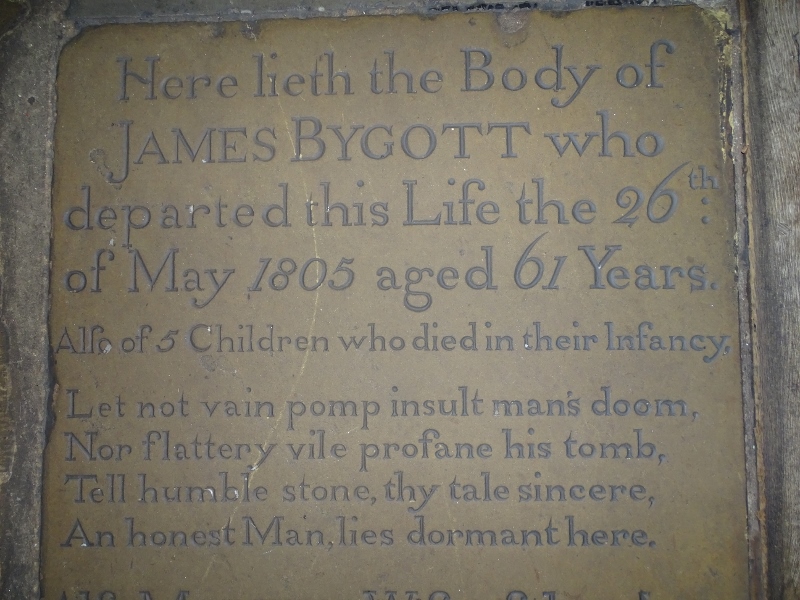 Here lieth the Body of
JAMES BYGOTT who
departed this Life the 26th:
of May 1805 aged 61 Years.
Alſo of 5 Children who died in their Infancy,
Let not vain pomp insult man's doom,
Nor flattery vile profane his tomb,
Tell humble stone, thy tale sincere,
An honest Man, lies dormant here.